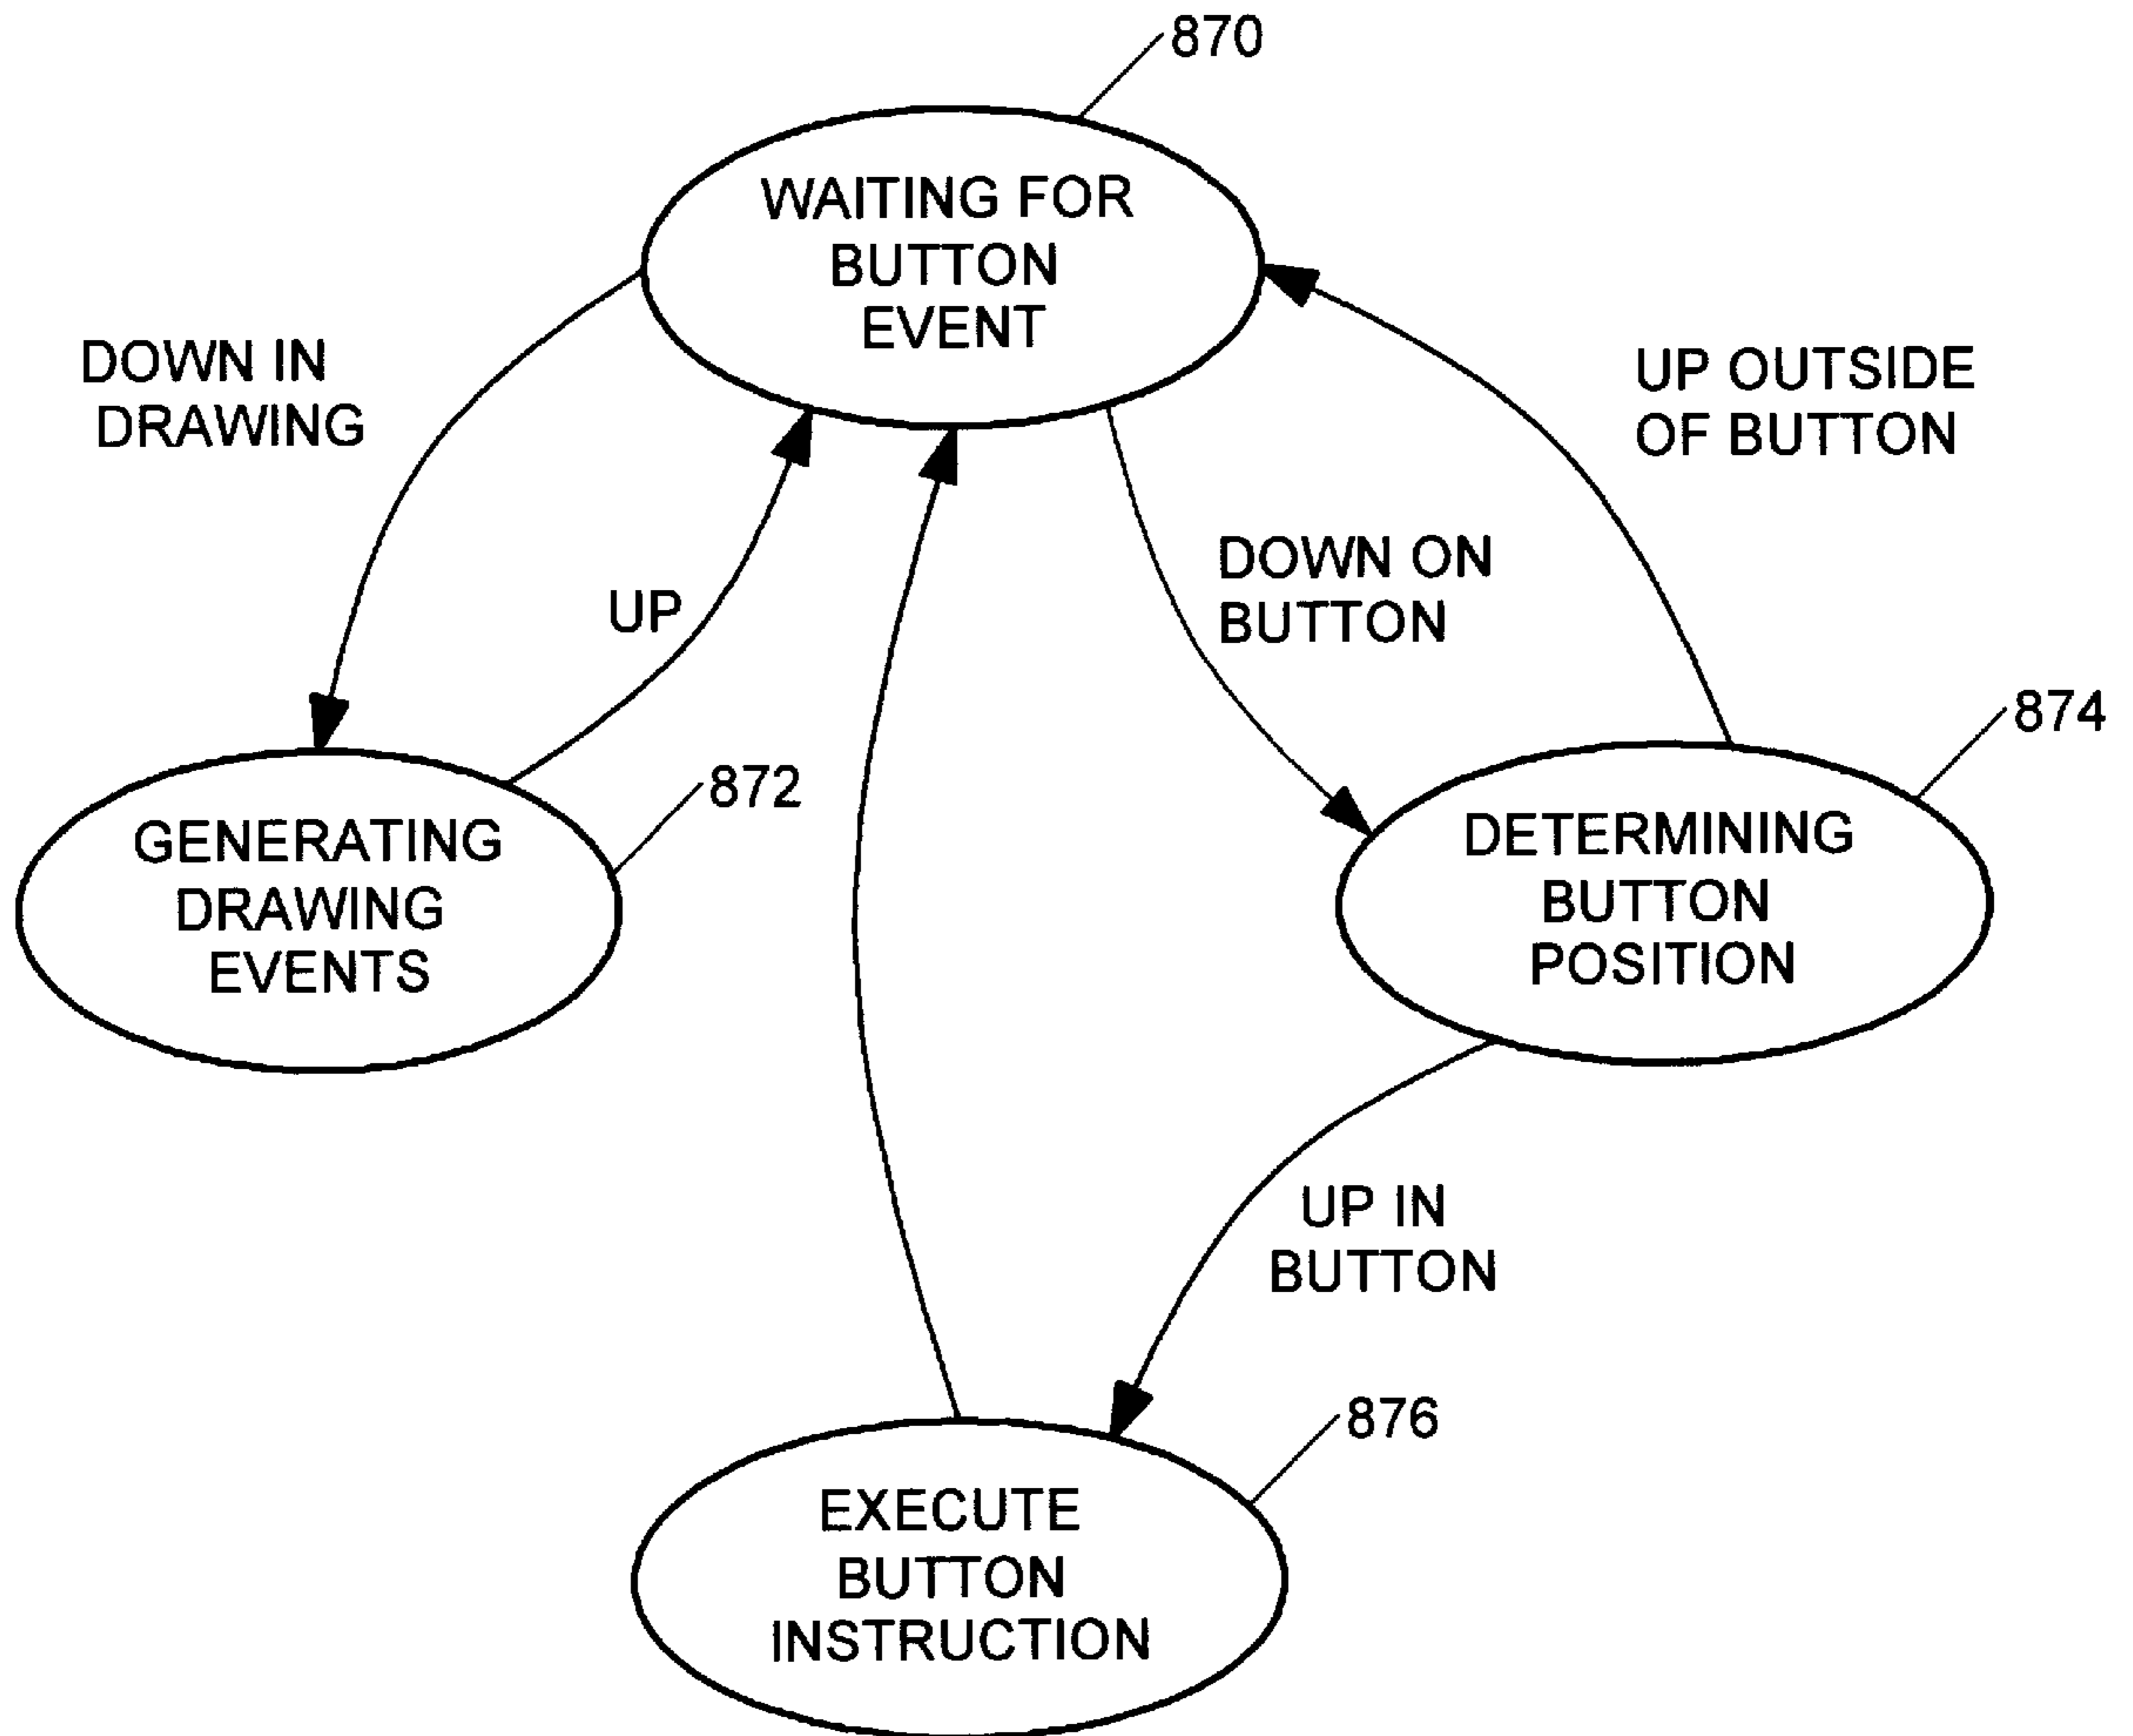 870
WAITING FOR
BUTTON
EVENT
DOWN IN
DRAWING
UP OUTSIDE
OF BUTTON
DOWN ON
BUTTON
UP
874
872
GENERATING
DRAWING
EVENTS
DETERMINING
BUTTON
POSITION
UP IN
BUTTON
876
EXECUTE
BUTTON
INSTRUCTION